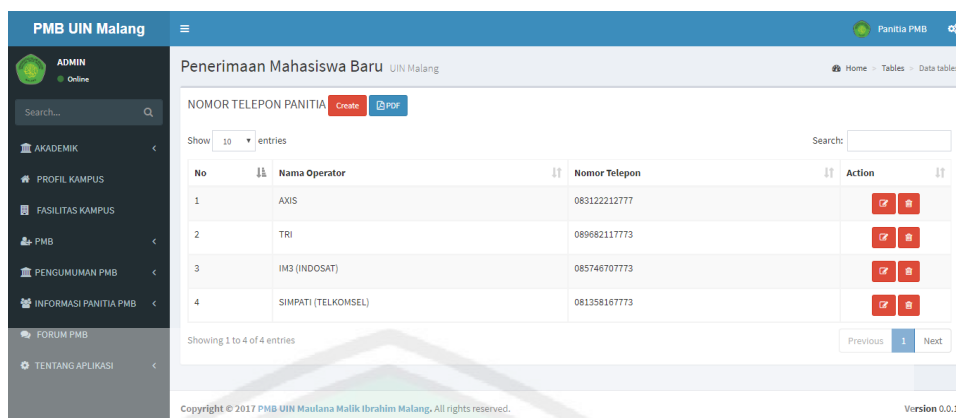 PMB UIN Malang
Panitia PMB
ADMIN
Online
Search...
AKADEMIK
PROFIL KAMPUS
FASILITAS KAMPUS
PMB
PENGUMUMAN PMB
INFORMASI PANITIA PMB
FORUM PMB
TENTANG APLIKASI
Penerimaan Mahasiswa Baru UIN Malang
Home > Tables > Data tables
NOMOR TELEPON PANITIA Create PDF
Show 10 entries Search:
No Nama Operator Nomor Telepon Action
1 AXIS 083122212777
2 TRI 089682117773
3 IM3 (INDOSAT) 085746707773
4 SIMPATI (TELKOMSEL) 081358167773
Showing 1 to 4 of 4 entries Previous 1 Next
Copyright © 2017 PMB UIN Maulana Malik Ibrahim Malang. All rights reserved. Version 0.0.1